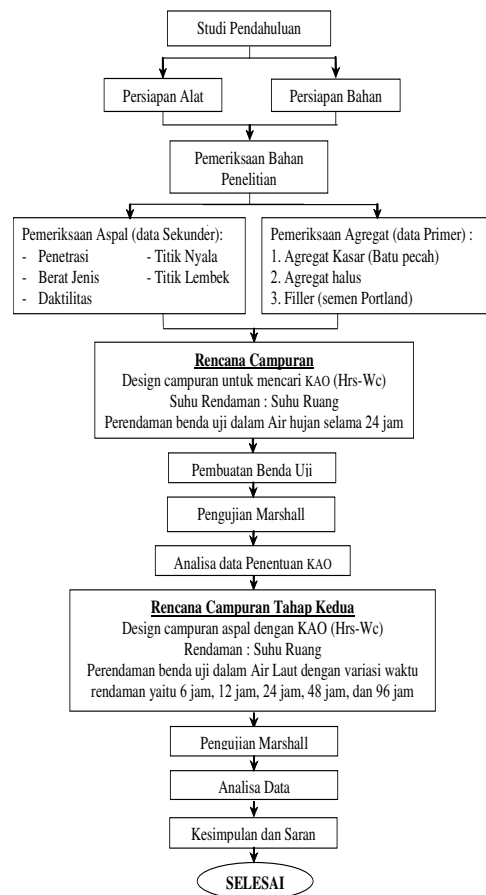 Studi Pendahuluan
Persiapan Alat
Persiapan Bahan
Pemeriksaan Bahan
Penelitian
Pemeriksaan Aspal (data Sekunder):
- Penetrasi - Titik Nyala
- Berat Jenis - Titik Lembek
- Daktilitas
Pemeriksaan Agregat (data Primer) :
1. Agregat Kasar (Batu pecah)
2. Agregat halus
3. Filler (semen Portland)
Rencana Campuran
Design campuran untuk mencari KAO (Hrs-Wc)
Suhu Rendaman : Suhu Ruang
Perendaman benda uji dalam Air hujan selama 24 jam
Pembuatan Benda Uji
Pengujian Marshall
Analisa data Penentuan KAO
Rencana Campuran Tahap Kedua
Design campuran aspal dengan KAO (Hrs-Wc)
Rendaman : Suhu Ruang
Perendaman benda uji dalam Air Laut dengan variasi waktu
rendaman yaitu 6 jam, 12 jam, 24 jam, 48 jam, dan 96 jam
Pengujian Marshall
Analisa Data
Kesimpulan dan Saran
SELESAI